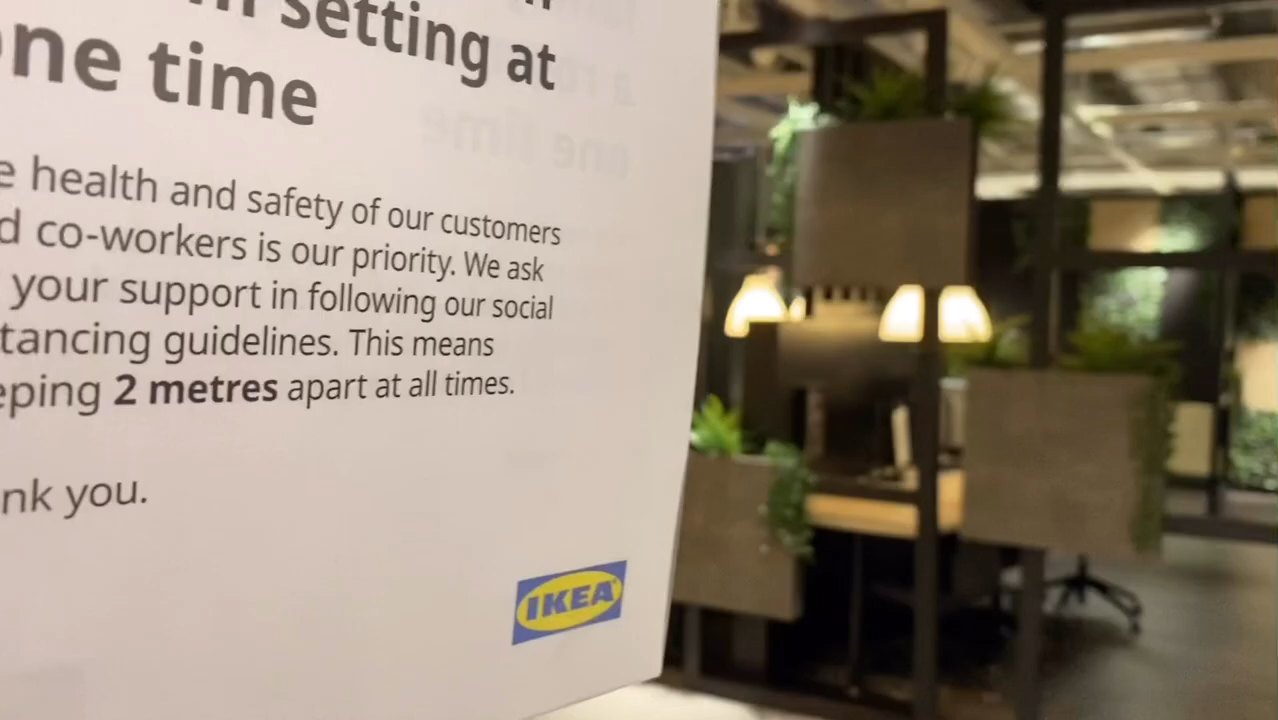 setting at
ne time
e health and safety of our customers
d co-workers is our priority. We ask
your support in following our social
tancing guidelines. This means
eping 2 metres apart at all times.
nk you.
IKEA